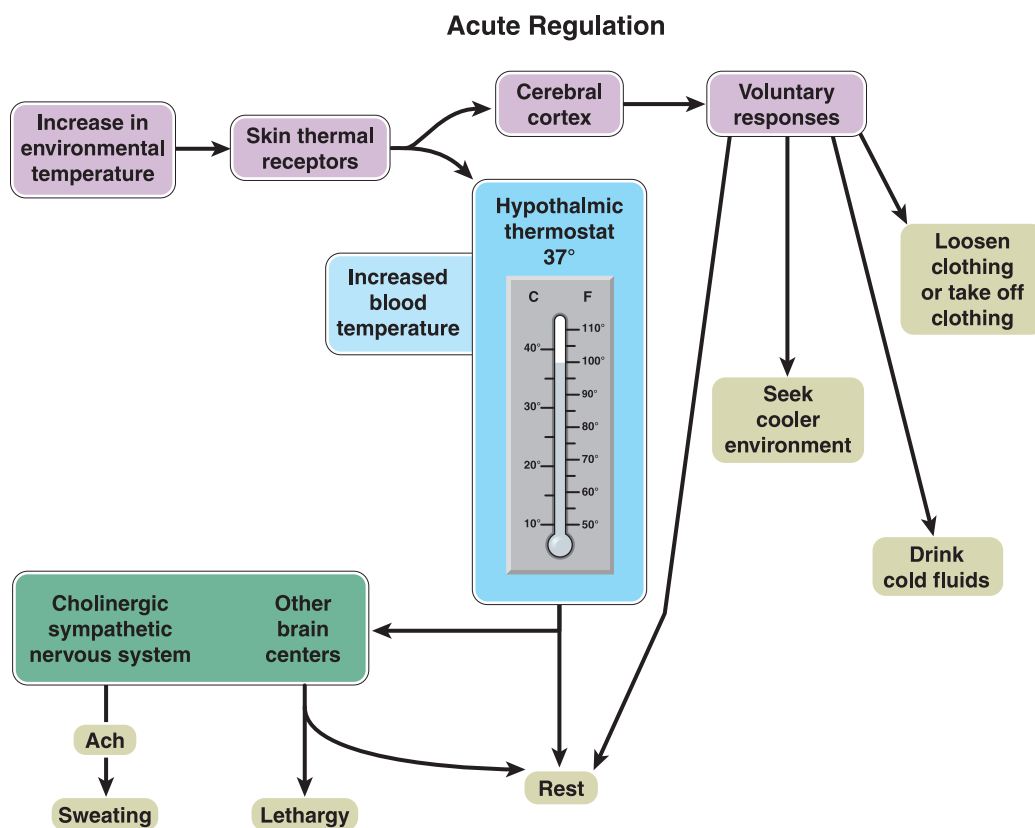 Acute Regulation
Increase in
environmental
temperature
Skin thermal
receptors
Cerebral
cortex
Voluntary
responses
Hypothalmic
thermostat
37°
Increased
blood
temperature
C
F
110°
40°
100°
90°
30°
80°
70°
20°
60°
10°
50°
Loosen
clothing
or take off
clothing
Seek
cooler
environment
Drink
cold fluids
Cholinergic
sympathetic
nervous system
Other
brain
centers
Ach
Sweating
Lethargy
Rest